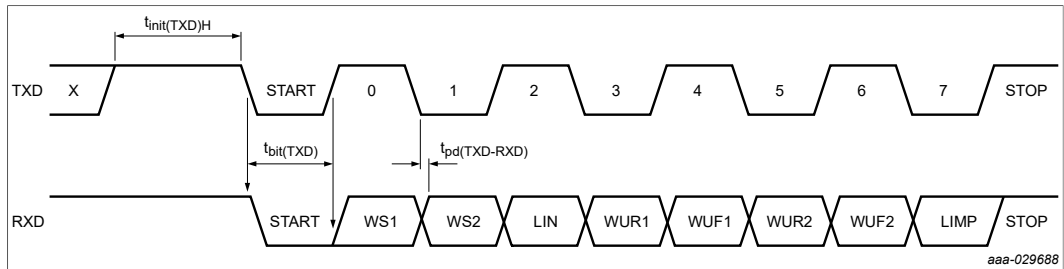 tinit(TXD)H
TXD X START 0 1 2 3 4 5 6 7 STOP
tbit(TXD) tpd(TXD-RXD)
RXD START WS1 WS2 LIN WUR1 WUF1 WUR2 WUF2 LIMP STOP
aaa-029688